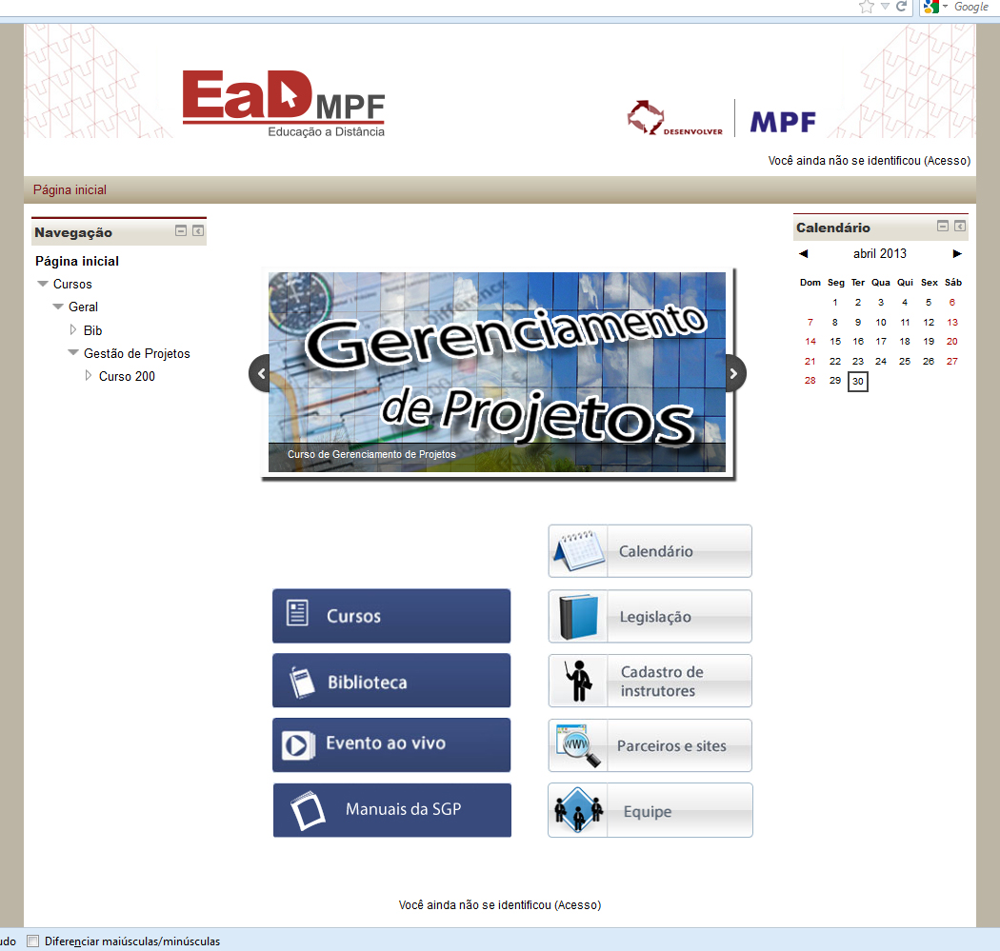 Google
EaD MPF
Educação a Distância
DESENVOLVER
MPF
Você ainda não se identificou (Acesso)
Página inicial
Navegação
Página inicial
Cursos
Geral
Bib
Gestão de Projetos
Curso 200
Gerenciamento
de Projetos
Curso de Gerenciamento de Projetos
Calendário
◄ abril 2013 ►
Dom Seg Ter Qua Qui Sex Sáb
1 2 3 4 5 6
7 8 9 10 11 12 13
14 15 16 17 18 19 20
21 22 23 24 25 26 27
28 29 30
Cursos
Biblioteca
Evento ao vivo
Manuais da SGP
Calendário
Legislação
Cadastro de
instrutores
www
Parceiros e sites
Equipe
Você ainda não se identificou (Acesso)
udo Diferenciar maiúsculas/minúsculas